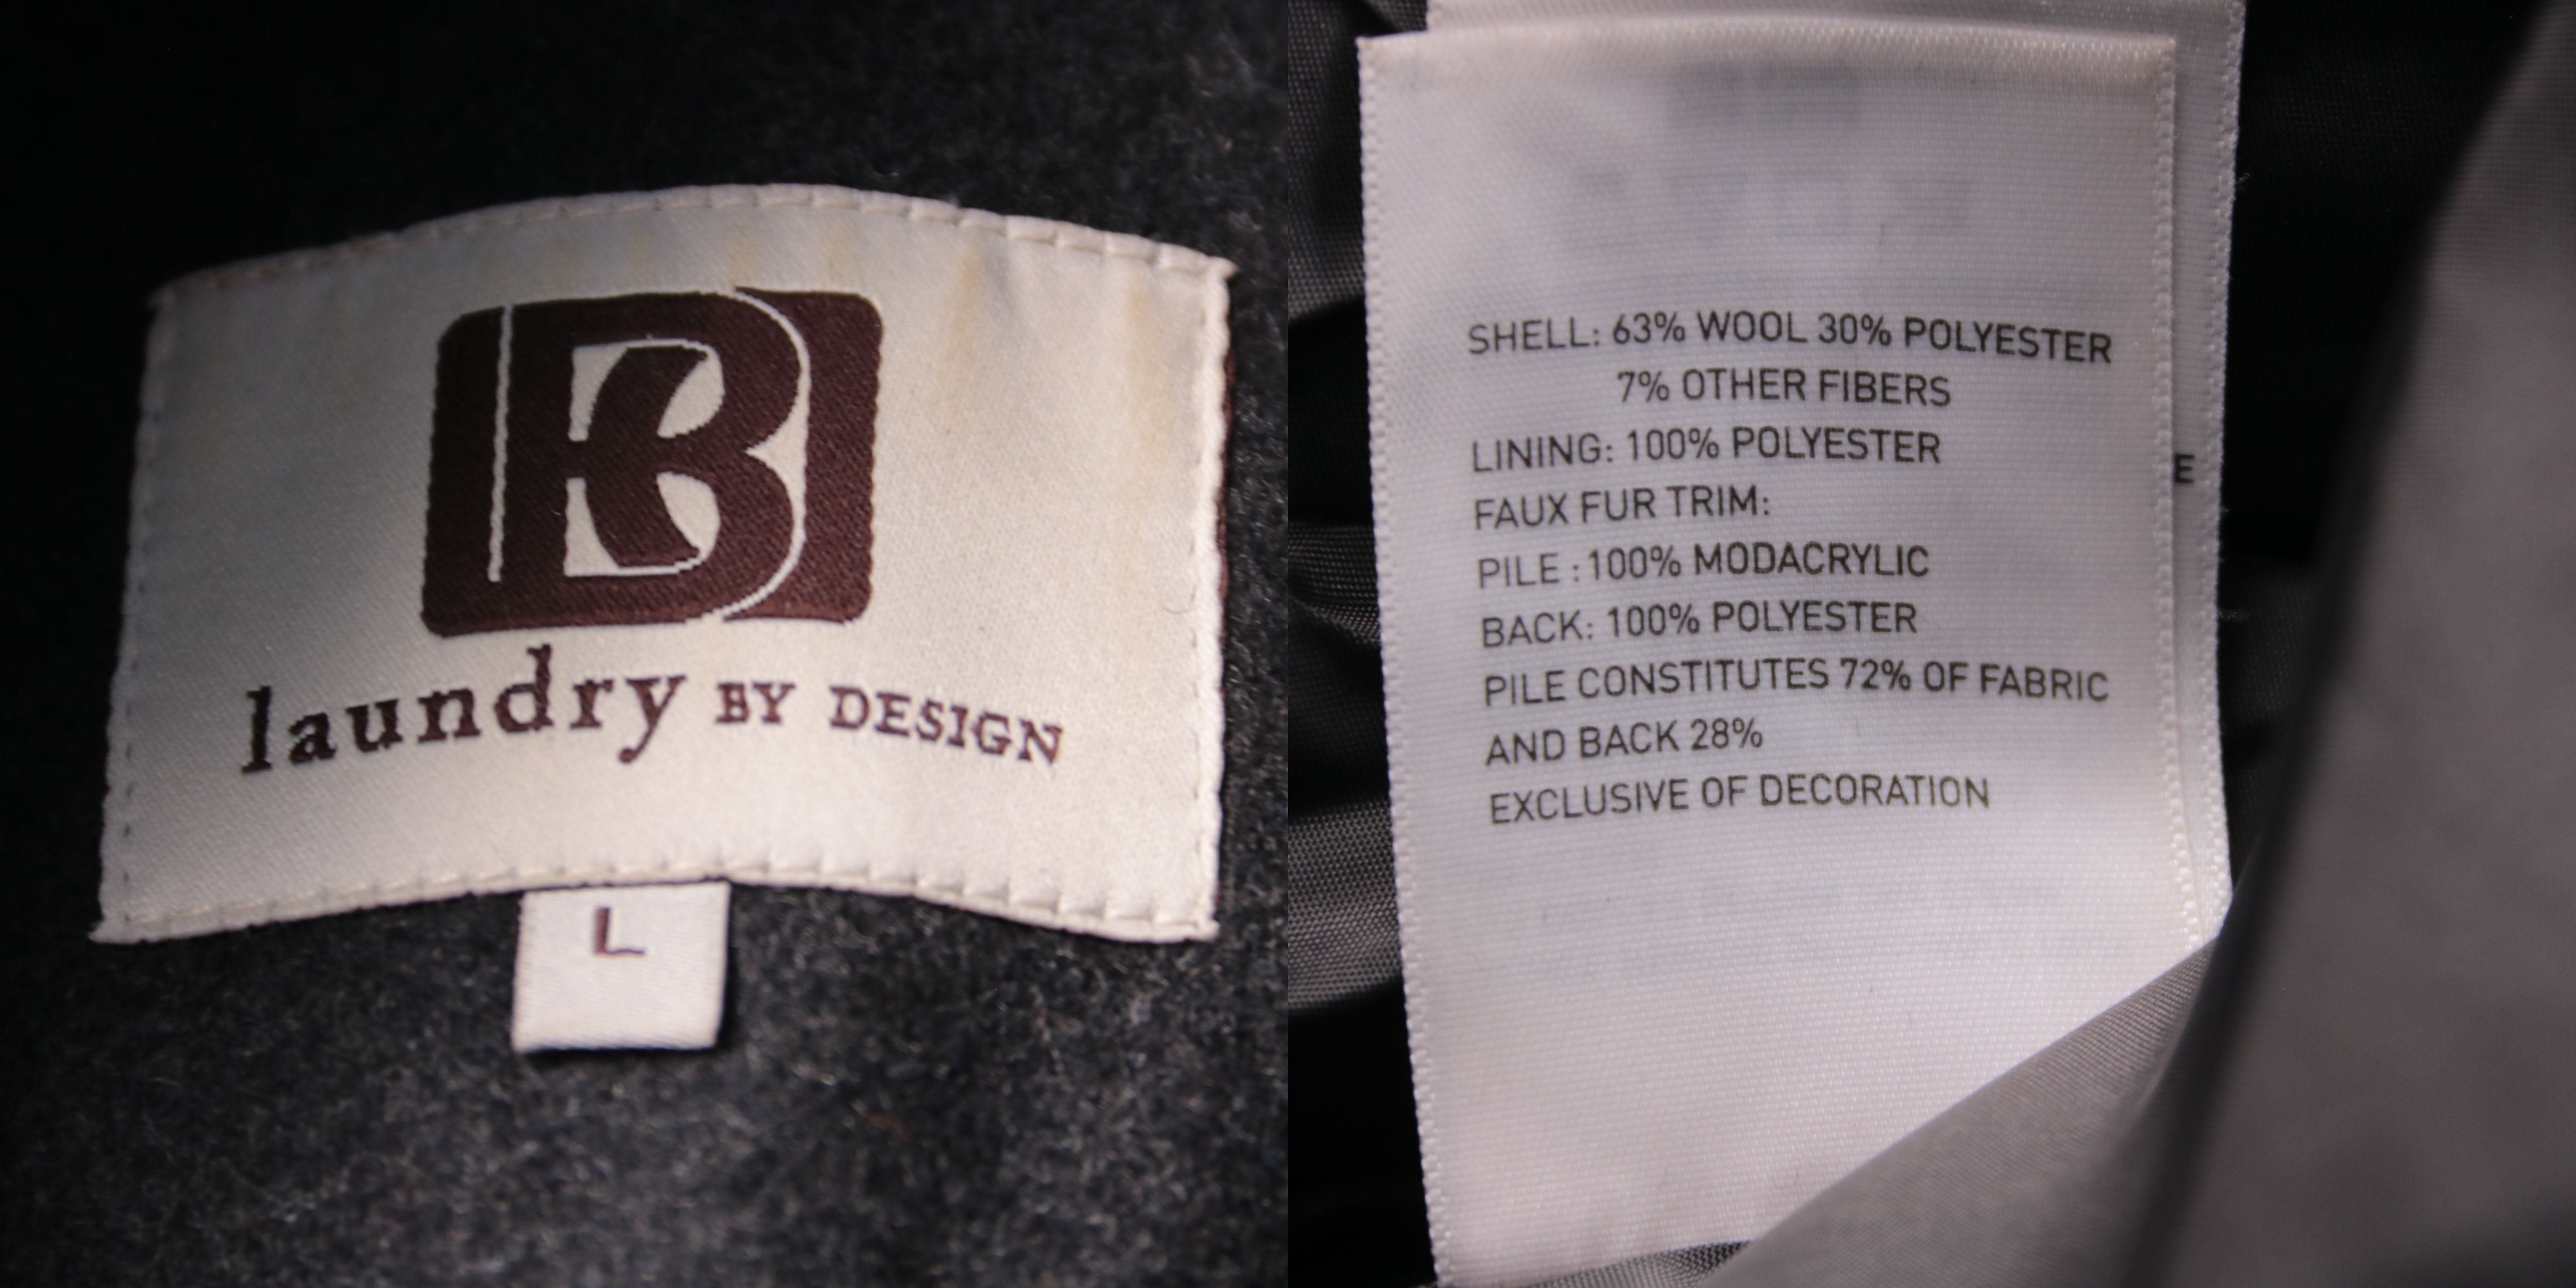 B
laundry BY DESIGN
L
SHELL: 63% WOOL 30% POLYESTER
7% OTHER FIBERS
LINING: 100% POLYESTER
FAUX FUR TRIM:
PILE : 100% MODACRYLIC
BACK: 100% POLYESTER
PILE CONSTITUTES 72% OF FABRIC
AND BACK 28%
EXCLUSIVE OF DECORATION
E